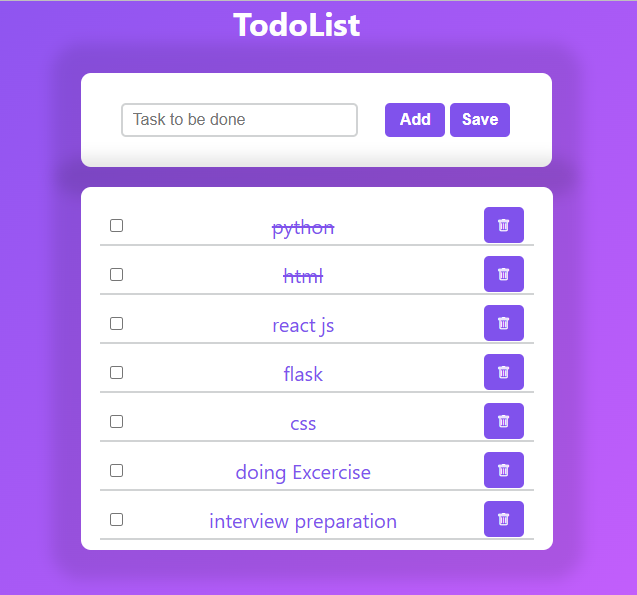 TodoList
Task to be done
Add Save
python
html
react js
flask
css
doing Excercise
interview preparation